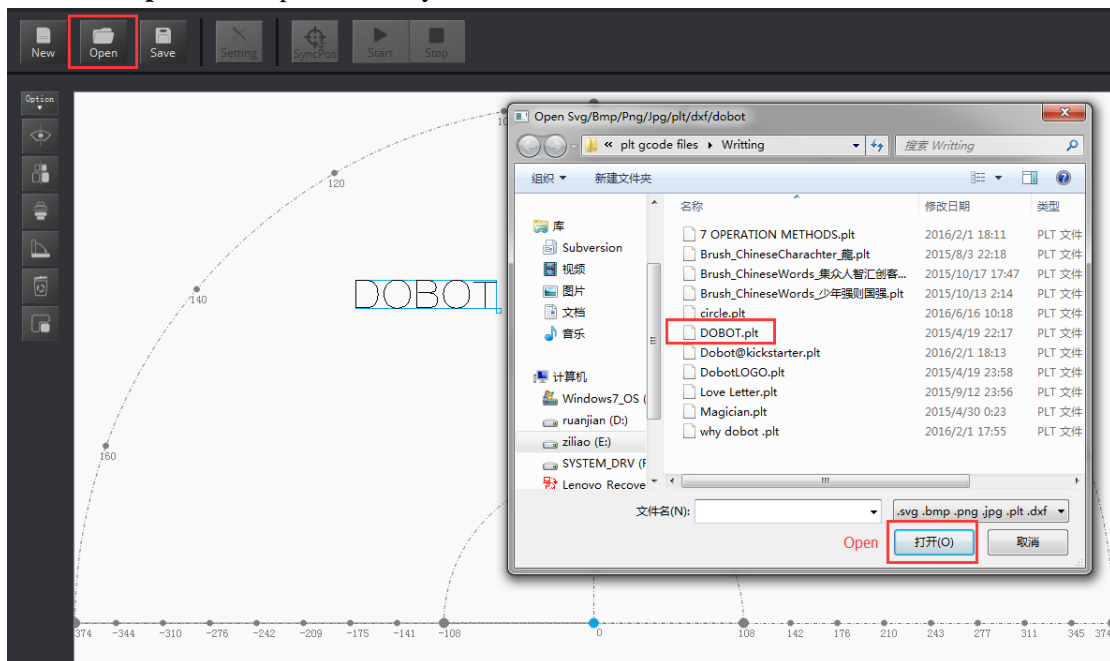 New Open Save Setting SyncPos Start Stop
Option
Open Svg/Bmp/Png/Jpg/plt/dxf/dobot
« plt gcode files Writting
搜索 Writting
组织 新建文件夹
库
Subversion
视频
图片
文档
音乐
计算机
Windows7_OS (
ruanjian (D:)
ziliao (E:)
SYSTEM_DRV (F
Lenovo Recove
名称 修改日期 类型
7 OPERATION METHODS.plt 2016/2/1 18:11 PLT 文件
Brush_ChineseCharachter_龍.plt 2015/8/3 22:18 PLT 文件
Brush_ChineseWords_集众人智汇创客... 2015/10/17 17:47 PLT 文件
Brush_ChineseWords_少年强则国强.plt 2015/10/13 2:14 PLT 文件
circle.plt 2016/6/16 10:18 PLT 文件
DOBOT.plt 2015/4/19 22:17 PLT 文件
Dobot@kickstarter.plt 2016/2/1 18:13 PLT 文件
DobotLOGO.plt 2015/4/19 23:58 PLT 文件
Love Letter.plt 2015/9/12 23:56 PLT 文件
Magician.plt 2015/4/30 0:23 PLT 文件
why dobot .plt 2016/2/1 17:55 PLT 文件
文件名(N): .svg .bmp .png .jpg .plt .dxf
Open 打开(O) 取消
120
140
DOBOT
160
374 -344 -310 -276 -242 -209 -175 -141 -108 0 108 142 176 210 243 277 311 345 374